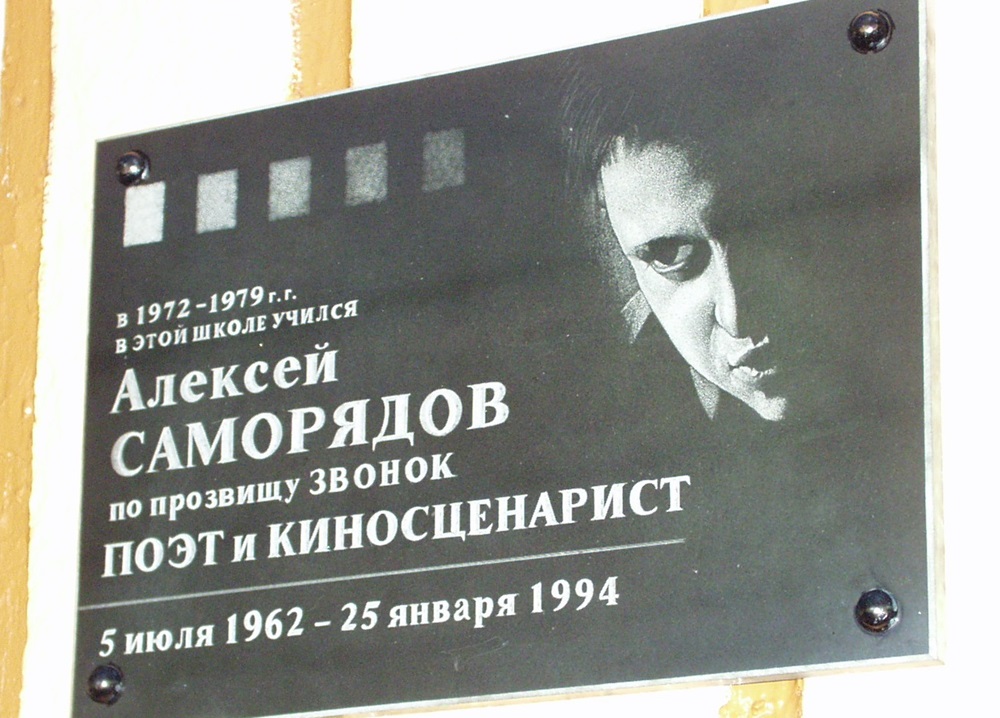 в 1972-1979 г.г.
в этой школе учился
Алексей
САМОРЯДОВ
по прозвищу ЗВОНОК
ПОЭТ и КИНОСЦЕНАРИСТ
5 июля 1962 - 25 января 1994